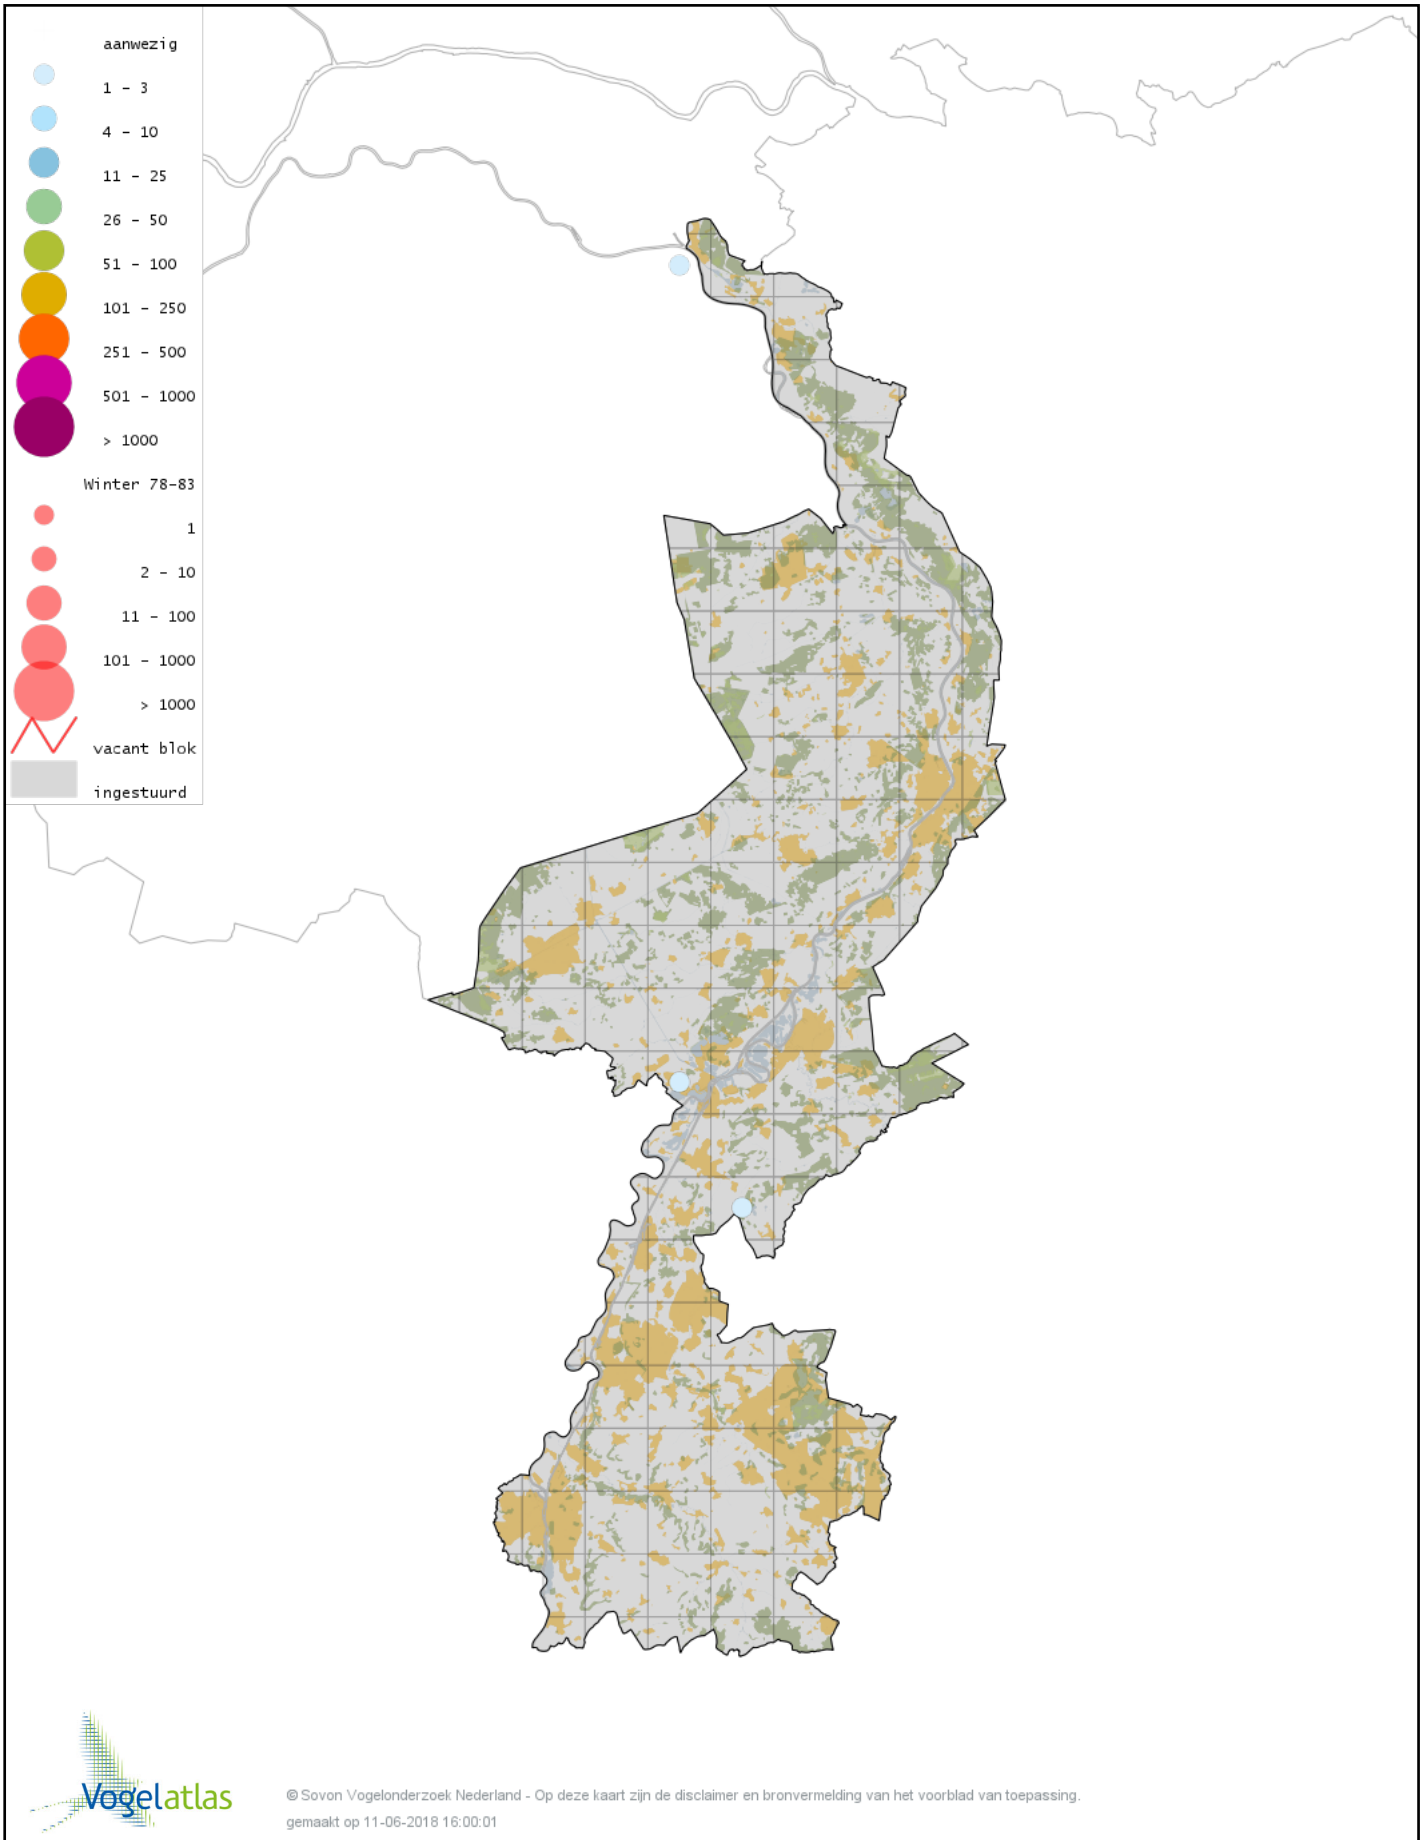 aanwezig
1 - 3
4 - 10
11 - 25
26 - 50
51 - 100
101 - 250
251 - 500
501 - 1000
> 1000
Winter 78-83
1
2 - 10
11 - 100
101 - 1000
> 1000
vacant blok
ingestuurd
Vogelatlas
© Sovon Vogelonderzoek Nederland - Op deze kaart zijn de disclaimer en bronvermelding van het voorblad van toepassing.
gemaakt op 11-06-2018 16:00:01